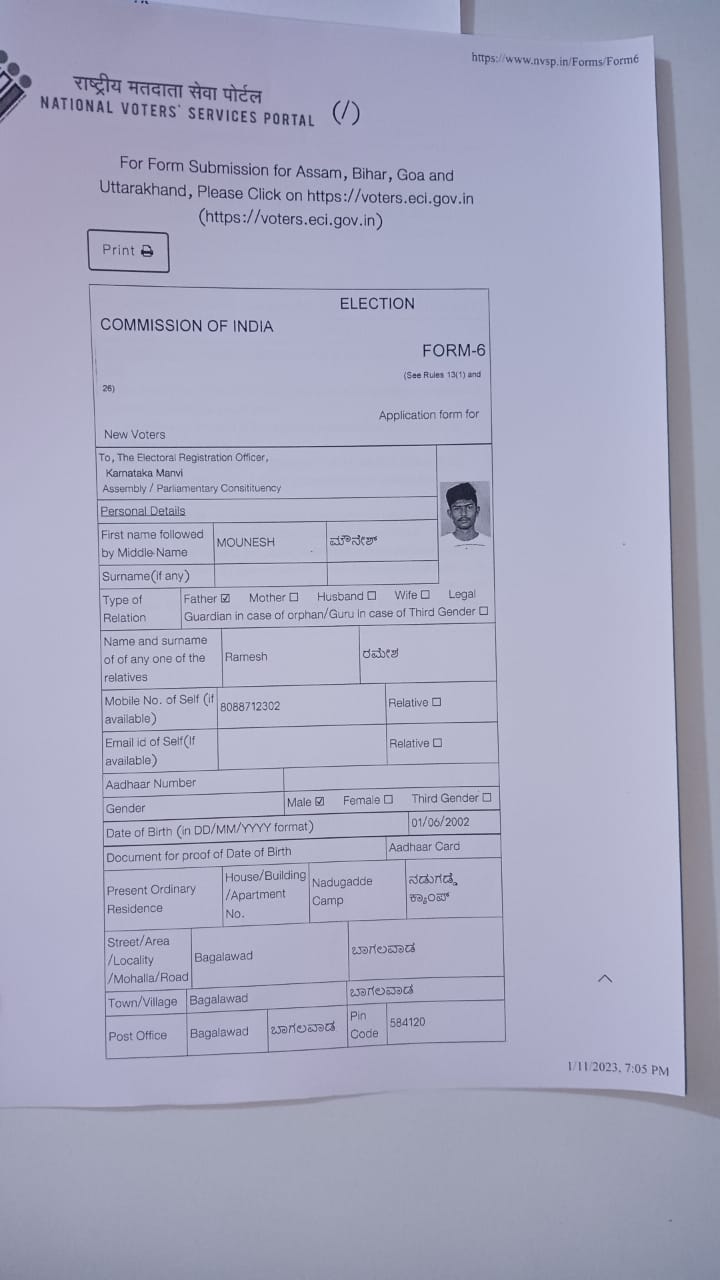 https://www.nvsp.in/Forms/Form6
राष्ट्रीय मतदाता सेवा पोर्टल
NATIONAL VOTERS' SERVICES PORTAL (/)
For Form Submission for Assam, Bihar, Goa and
Uttarakhand, Please Click on https://voters.eci.gov.in
(https://voters.eci.gov.in)
Print
ELECTION
COMMISSION OF INDIA
FORM-6
(See Rules 13(1) and
26)
Application form for
New Voters
To, The Electoral Registration Officer,
Karnataka Manvi
Assembly / Parliamentary Consitituency
Personal Details
First name followed
by Middle Name
MOUNESH
ಮೌನೇಶ್
Surname(if any)
Type of
Relation
Father ☑ Mother ☐ Husband ☐ Wife ☐ Legal
Guardian in case of orphan/Guru in case of Third Gender ☐
Name and surname
of of any one of the
relatives
Ramesh
ರಮೇಶ
Mobile No. of Self (if
available)
8088712302
Relative ☐
Email id of Self(If
available)
Relative ☐
Aadhaar Number
Gender
Male ☑ Female ☐ Third Gender ☐
Date of Birth (in DD/MM/YYYY format)
01/06/2002
Document for proof of Date of Birth
Aadhaar Card
Present Ordinary
Residence
House/Building
/Apartment
No.
Nadugadde
Camp
ನಡುಗಡ್ಡೆ
ಕ್ಯಾಂಪ್
Street/Area
/Locality
/Mohalla/Road
Bagalawad
ಬಾಗಲವಾಡ
Town/Village
Bagalawad
ಬಾಗಲವಾಡ
Post Office
Bagalawad
ಬಾಗಲವಾಡ
Pin
Code
584120
1/11/2023, 7:05 PM